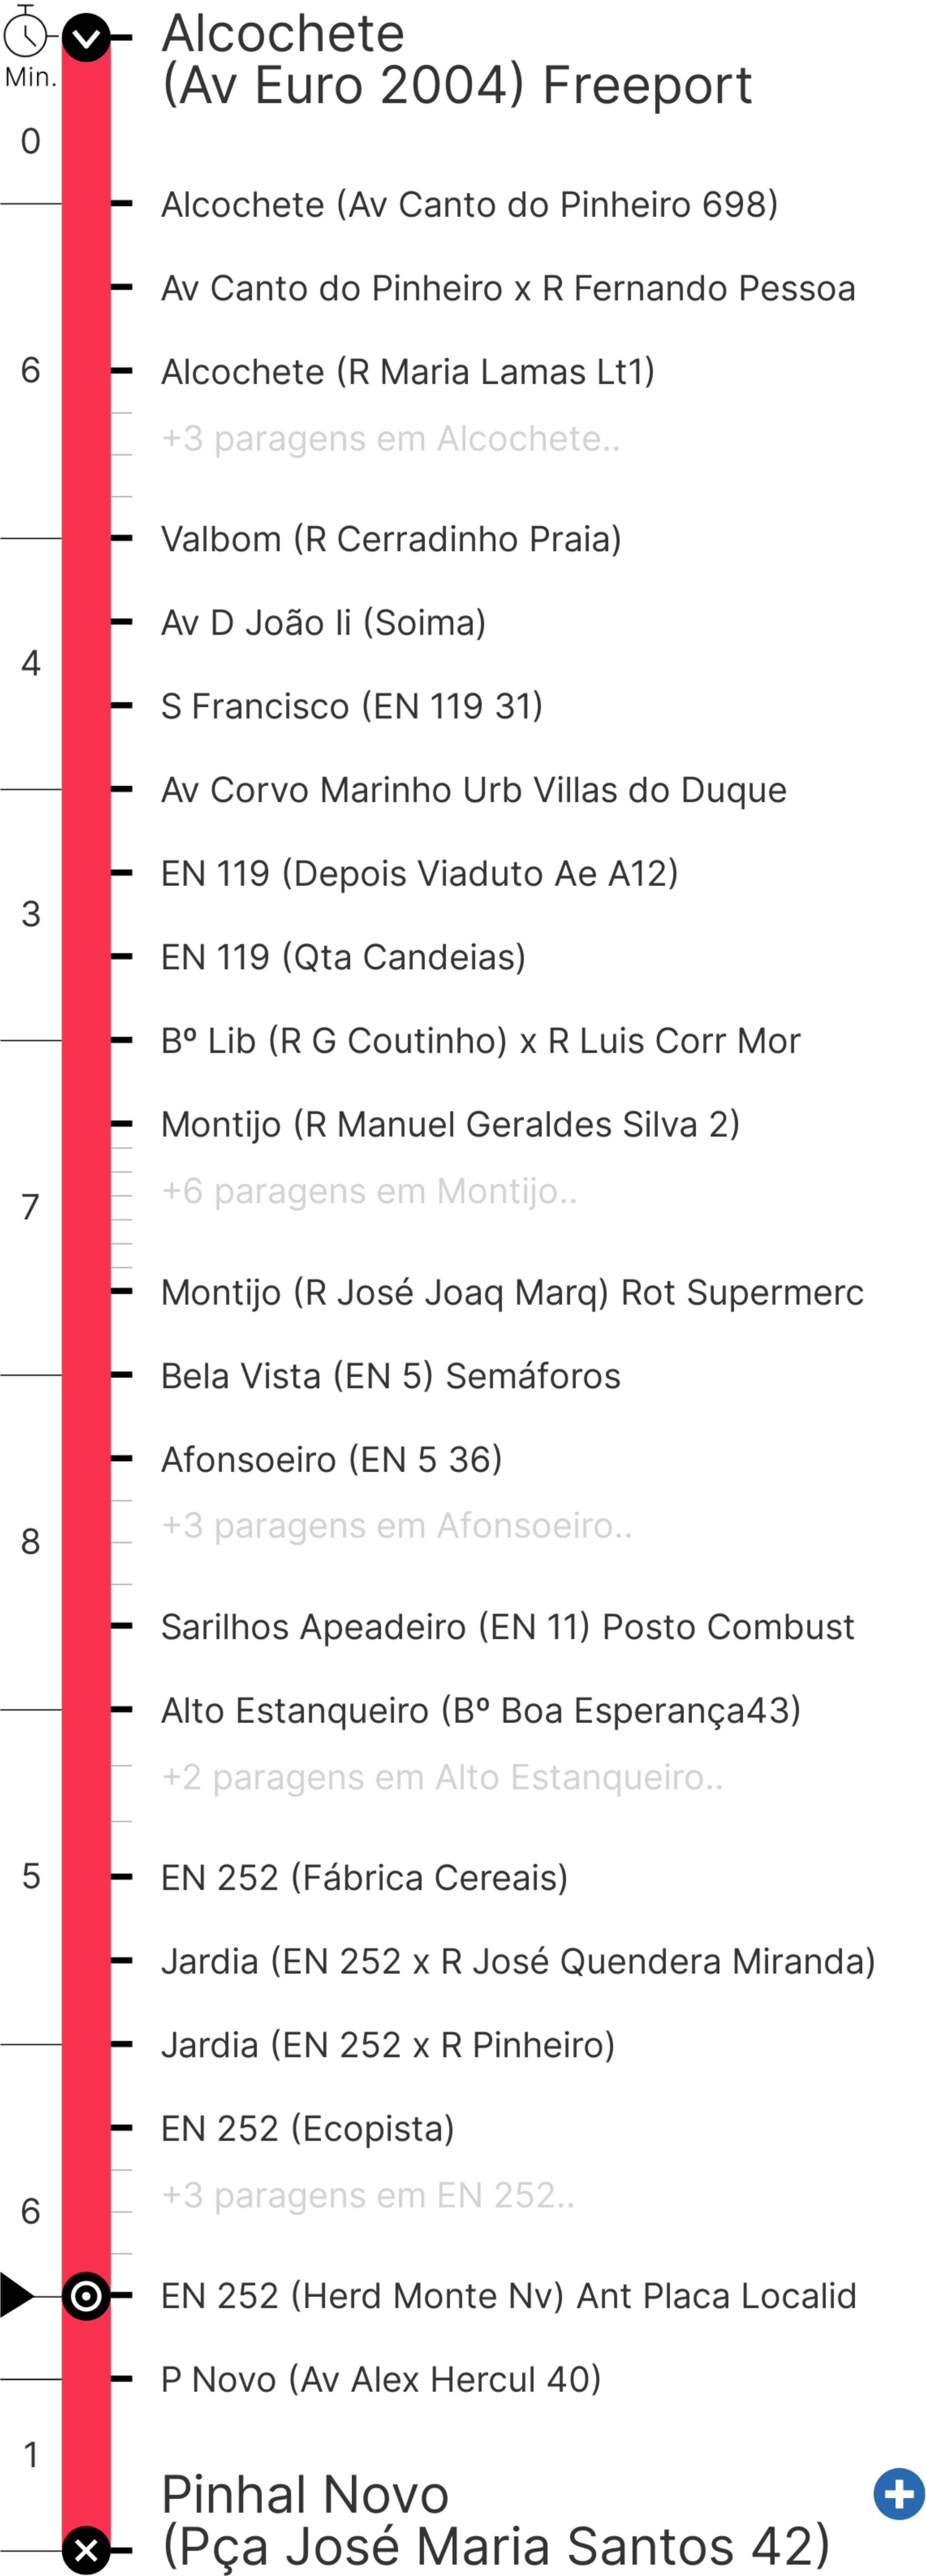 Alcochete
(Av Euro 2004) Freeport
Min.
0
Alcochete (Av Canto do Pinheiro 698)
Av Canto do Pinheiro x R Fernando Pessoa
6
Alcochete (R Maria Lamas Lt1)
+3 paragens em Alcochete..
Valbom (R Cerradinho Praia)
Av D João Ii (Soima)
4
S Francisco (EN 119 31)
Av Corvo Marinho Urb Villas do Duque
EN 119 (Depois Viaduto Ae A12)
3
EN 119 (Qta Candeias)
Bº Lib (R G Coutinho) x R Luis Corr Mor
Montijo (R Manuel Geraldes Silva 2)
+6 paragens em Montijo..
7
Montijo (R José Joaq Marq) Rot Supermerc
Bela Vista (EN 5) Semáforos
Afonsoeiro (EN 5 36)
+3 paragens em Afonsoeiro..
8
Sarilhos Apeadeiro (EN 11) Posto Combust
Alto Estanqueiro (Bº Boa Esperança43)
+2 paragens em Alto Estanqueiro..
5
EN 252 (Fábrica Cereais)
Jardia (EN 252 x R José Quendera Miranda)
Jardia (EN 252 x R Pinheiro)
EN 252 (Ecopista)
+3 paragens em EN 252..
6
EN 252 (Herd Monte Nv) Ant Placa Localid
P Novo (Av Alex Hercul 40)
1
Pinhal Novo
(Pça José Maria Santos 42)